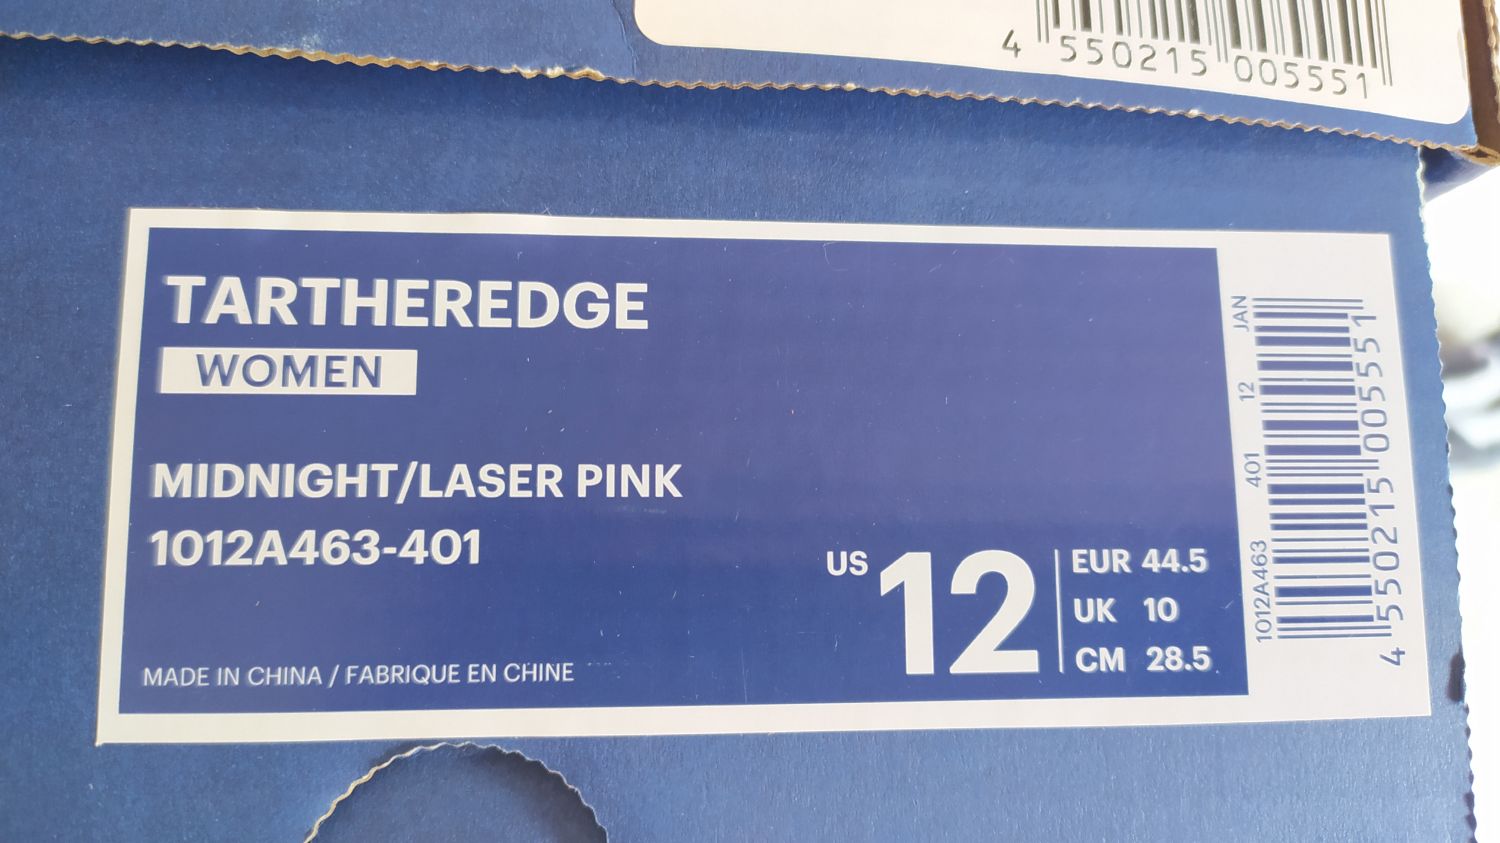 4 550215 005551
TARTHEREDGE
WOMEN
MIDNIGHT/LASER PINK
1012A463-401
MADE IN CHINA / FABRIQUE EN CHINE
US 12
EUR 44.5
UK 10
CM 28.5
1012A463 401 12 JAN
4 550215 005551